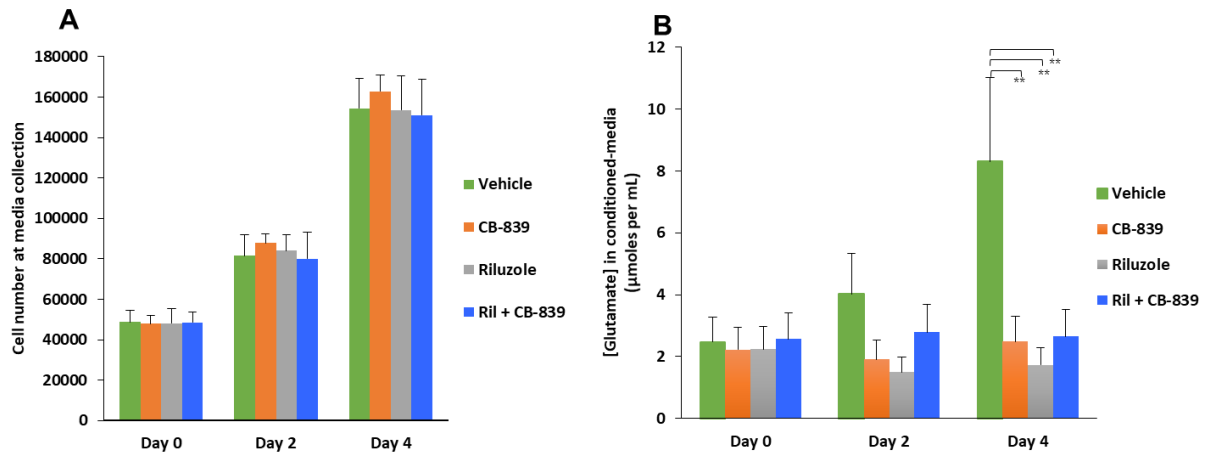 A
Cell number at media collection
180000
160000
140000
120000
100000
80000
60000
40000
20000
0
Day 0
Day 2
Day 4
Vehicle
CB-839
Riluzole
Ril + CB-839
B
[Glutamate] in conditioned-media
(μmoles per mL)
12
10
8
6
4
2
0
**
**
**
Day 0
Day 2
Day 4
Vehicle
CB-839
Riluzole
Ril + CB-839